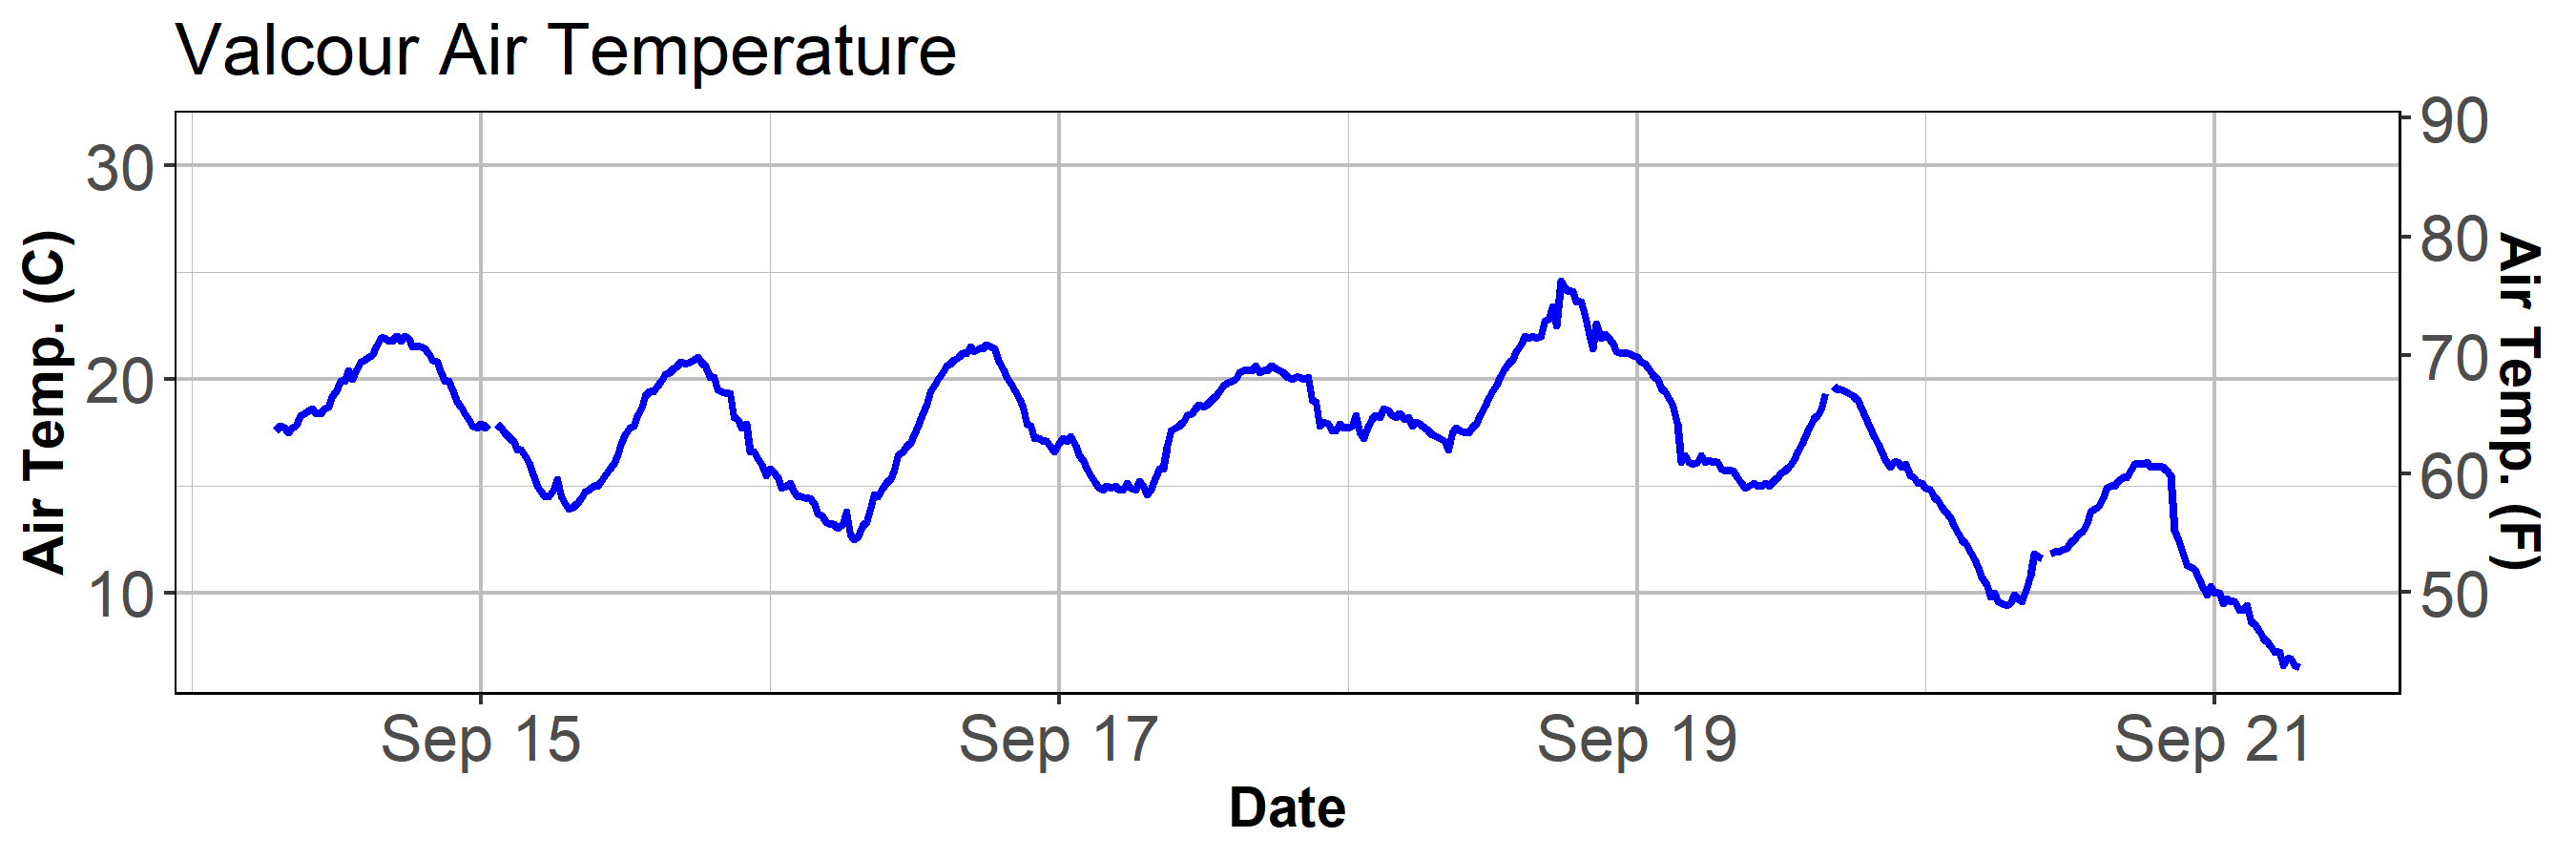 Valcour Air Temperature
Air Temp. (C)
30
20
10
90
80
70
60
50
Air Temp. (F)
Sep 15
Sep 17
Sep 19
Sep 21
Date